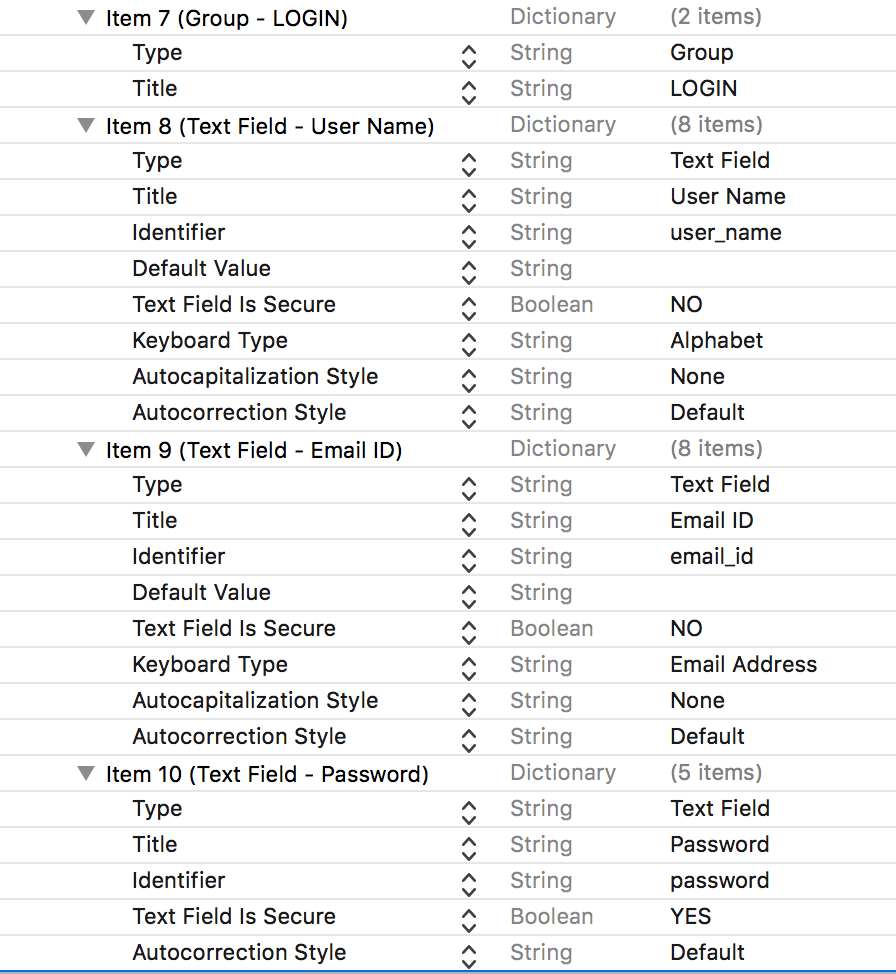 Item 7 (Group - LOGIN) Dictionary (2 items)
Type String Group
Title String LOGIN
Item 8 (Text Field - User Name) Dictionary (8 items)
Type String Text Field
Title String User Name
Identifier String user_name
Default Value String
Text Field Is Secure Boolean NO
Keyboard Type String Alphabet
Autocapitalization Style String None
Autocorrection Style String Default
Item 9 (Text Field - Email ID) Dictionary (8 items)
Type String Text Field
Title String Email ID
Identifier String email_id
Default Value String
Text Field Is Secure Boolean NO
Keyboard Type String Email Address
Autocapitalization Style String None
Autocorrection Style String Default
Item 10 (Text Field - Password) Dictionary (5 items)
Type String Text Field
Title String Password
Identifier String password
Text Field Is Secure Boolean YES
Autocorrection Style String Default